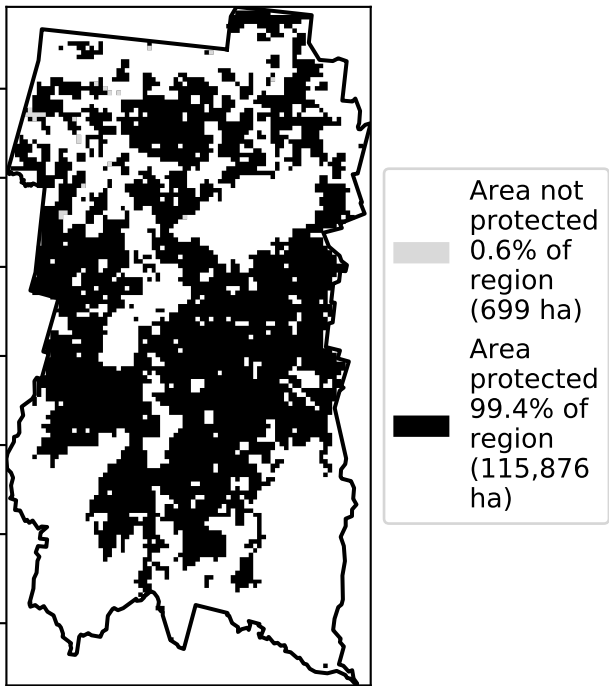 Area not
protected
0.6% of
region
(699 ha)
Area
protected
99.4% of
region
(115,876
ha)